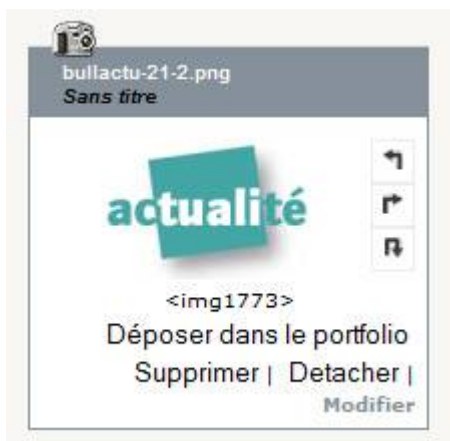 bullactu-21-2.png
Sans titre
actualité
<img1773>
Déposer dans le portfolio
Supprimer | Detacher |
Modifier